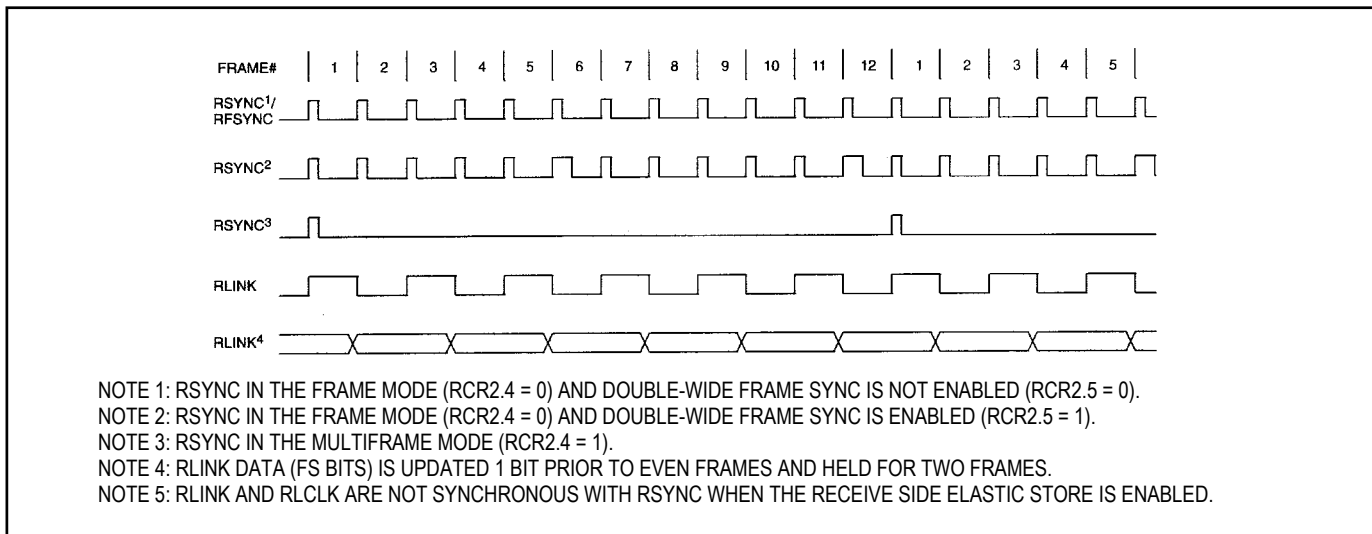 FRAME# 1 2 3 4 5 6 7 8 9 10 11 12 1 2 3 4 5
RSYNC¹/
RFSYNC
RSYNC²
RSYNC³
RLINK
RLINK⁴
NOTE 1: RSYNC IN THE FRAME MODE (RCR2.4 = 0) AND DOUBLE-WIDE FRAME SYNC IS NOT ENABLED (RCR2.5 = 0).
NOTE 2: RSYNC IN THE FRAME MODE (RCR2.4 = 0) AND DOUBLE-WIDE FRAME SYNC IS ENABLED (RCR2.5 = 1).
NOTE 3: RSYNC IN THE MULTIFRAME MODE (RCR2.4 = 1).
NOTE 4: RLINK DATA (FS BITS) IS UPDATED 1 BIT PRIOR TO EVEN FRAMES AND HELD FOR TWO FRAMES.
NOTE 5: RLINK AND RLCLK ARE NOT SYNCHRONOUS WITH RSYNC WHEN THE RECEIVE SIDE ELASTIC STORE IS ENABLED.